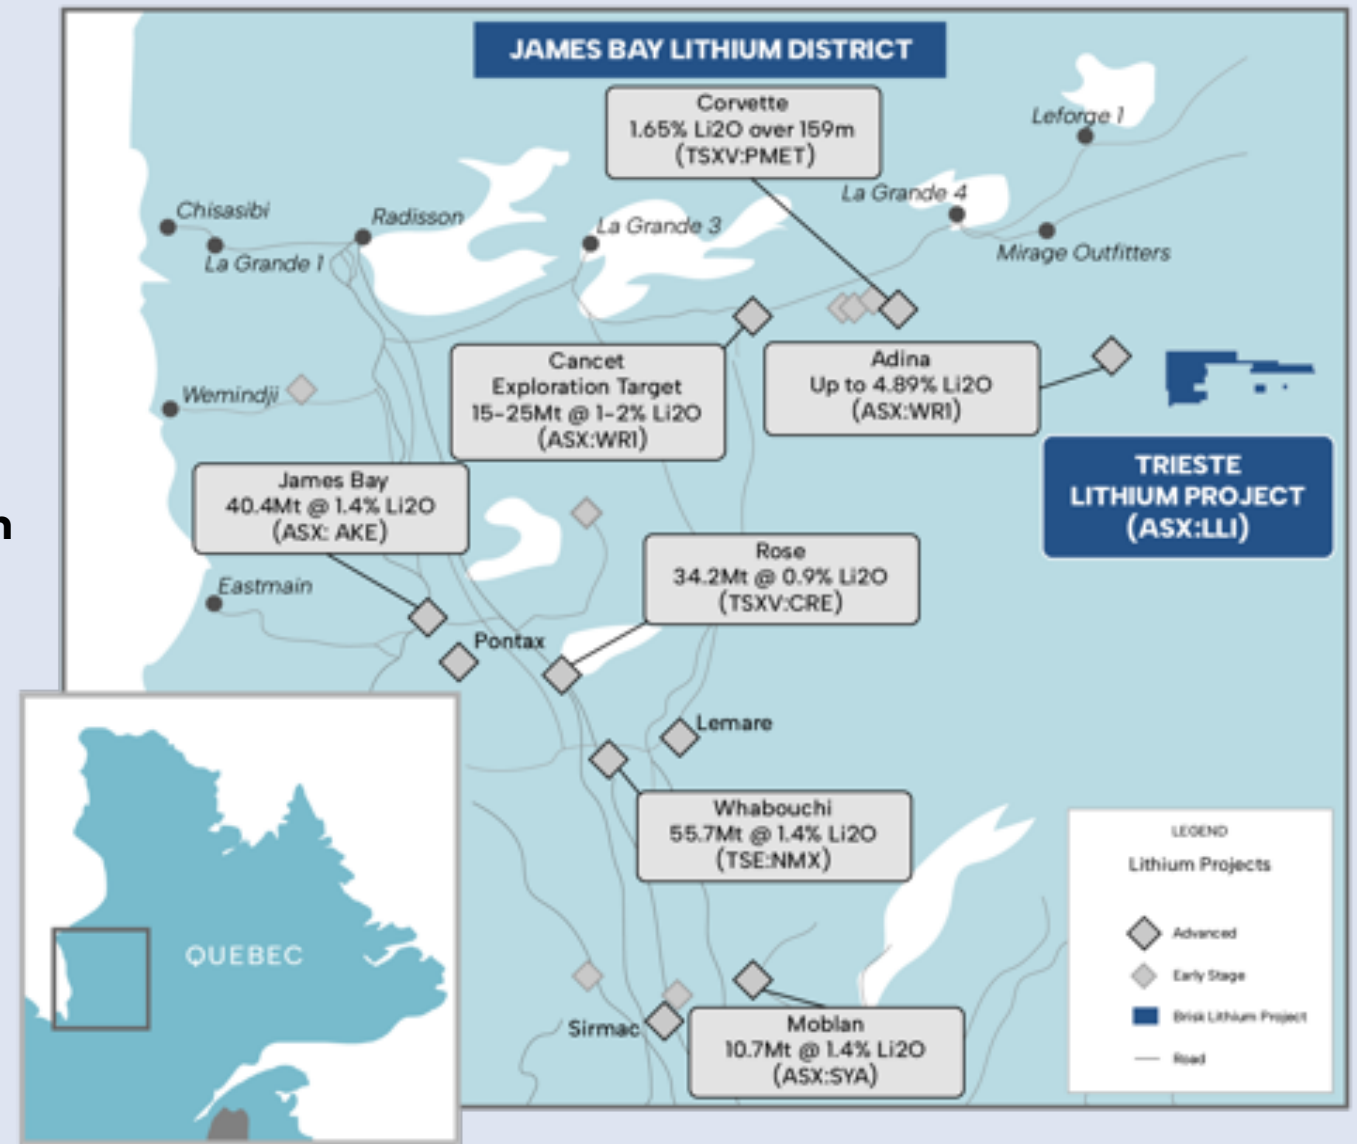 JAMES BAY LITHIUM DISTRICT
Corvette
1.65% Li2O over 159m
(TSXV:PMET)
Leforge 1
La Grande 4
Chisasibi
Radisson
La Grande 3
La Grande 1
Mirage Outfitters
Cancet
Exploration Target
15-25Mt @ 1-2% Li2O
(ASX:WR1)
Adina
Up to 4.89% Li2O
(ASX:WR1)
Wemindji
TRIESTE
LITHIUM PROJECT
(ASX:LLI)
James Bay
40.4Mt @ 1.4% Li2O
(ASX: AKE)
n
Rose
34.2Mt @ 0.9% Li2O
(TSXV:CRE)
Eastmain
Pontax
Lemare
Whabouchi
55.7Mt @ 1.4% Li2O
(TSE:NMX)
QUEBEC
Sirmac
Moblan
10.7Mt @ 1.4% Li2O
(ASX:SYA)
LEGEND
Lithium Projects
Advanced
Early Stage
Brisk Lithium Project
Road